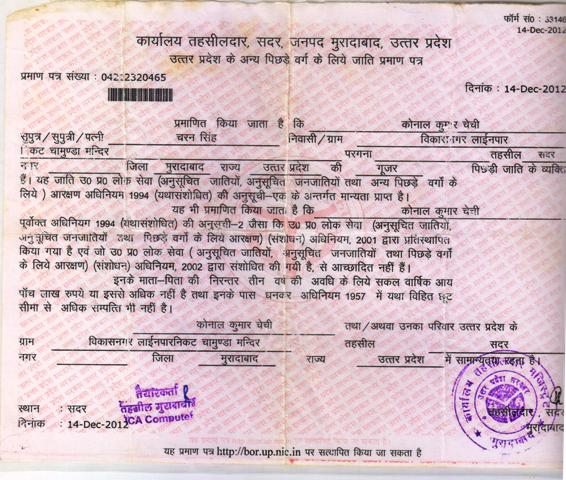 फॉर्म सं0 : 33146
14-Dec-2012
कार्यालय तहसीलदार, सदर, जनपद मुरादाबाद, उत्तर प्रदेश
उत्तर प्रदेश के अन्य पिछड़े वर्ग के लिये जाति प्रमाण पत्र
प्रमाण पत्र संख्या : 04212320465
दिनांक : 14-Dec-2012
प्रमाणित किया जाता है कि कोनाल कुमार चेची
सुपुत्र/सुपुत्री/पत्नी चरन सिंह निवासी/ग्राम विकासनगर लाईनपार
निकट चामुण्डा मन्दिर परगना तहसील सदर
नगर जिला मुरादाबाद राज्य उत्तर प्रदेश की गूजर पिछड़ी जाति के व्यक्ति
हैं। यह जाति उ0 प्र0 लोक सेवा (अनुसूचित जातियों, अनुसूचित जनजातियों तथा अन्य पिछड़े वर्गो के
लिये ) आरक्षण अधिनियम 1994 (यथासंशोधित) की अनुसूची-एक के अन्तर्गत मान्यता प्राप्त है।
यह भी प्रमाणित किया जाता है कि कोनाल कुमार चेची
पूर्वोक्त अधिनियम 1994 (यथासंशोधित) की अनुसूची-2 जैसा कि उ0 प्र0 लोक सेवा (अनुसूचित जातियों,
अनुसूचित जनजातियों तथा पिछड़े वर्गों के लिये आरक्षण) (संशोधन) अधिनियम, 2001 द्वारा प्रतिस्थापित
किया गया है एवं जो उ0 प्र0 लोक सेवा ( अनुसूचित जातियों, अनुसूचित जनजातियों तथा पिछड़े वर्गो
के लिये आरक्षण) (संशोधन) अधिनियम, 2002 द्वारा संशोधित की गयी है, से आच्छादित नहीं हैं।
इनके माता-पिता की निरन्तर तीन वर्ष की अवधि के लिये सकल वार्षिक आय
पाँच लाख रुपये या इससे अधिक नहीं है तथा इनके पास धनकर अधिनियम 1957 में यथा विहित छूट
सीमा से अधिक सम्पत्ति भी नहीं है।
कोनाल कुमार चेची तथा/अथवा उनका परिवार उत्तर प्रदेश के
ग्राम विकासनगर लाईनपारनिकट चामुण्डा मन्दिर तहसील सदर
नगर जिला मुरादाबाद राज्य उत्तर प्रदेश में सामान्यतया रहता है।
तैयारकर्ता
तहसील मुरादाबाद
JCA Computer
स्थान : सदर
दिनांक : 14-Dec-2012
तहसीलदार, सदर
मुरादाबाद
यह प्रमाण पत्र http://bor.up.nic.in पर सत्यापित किया जा सकता है